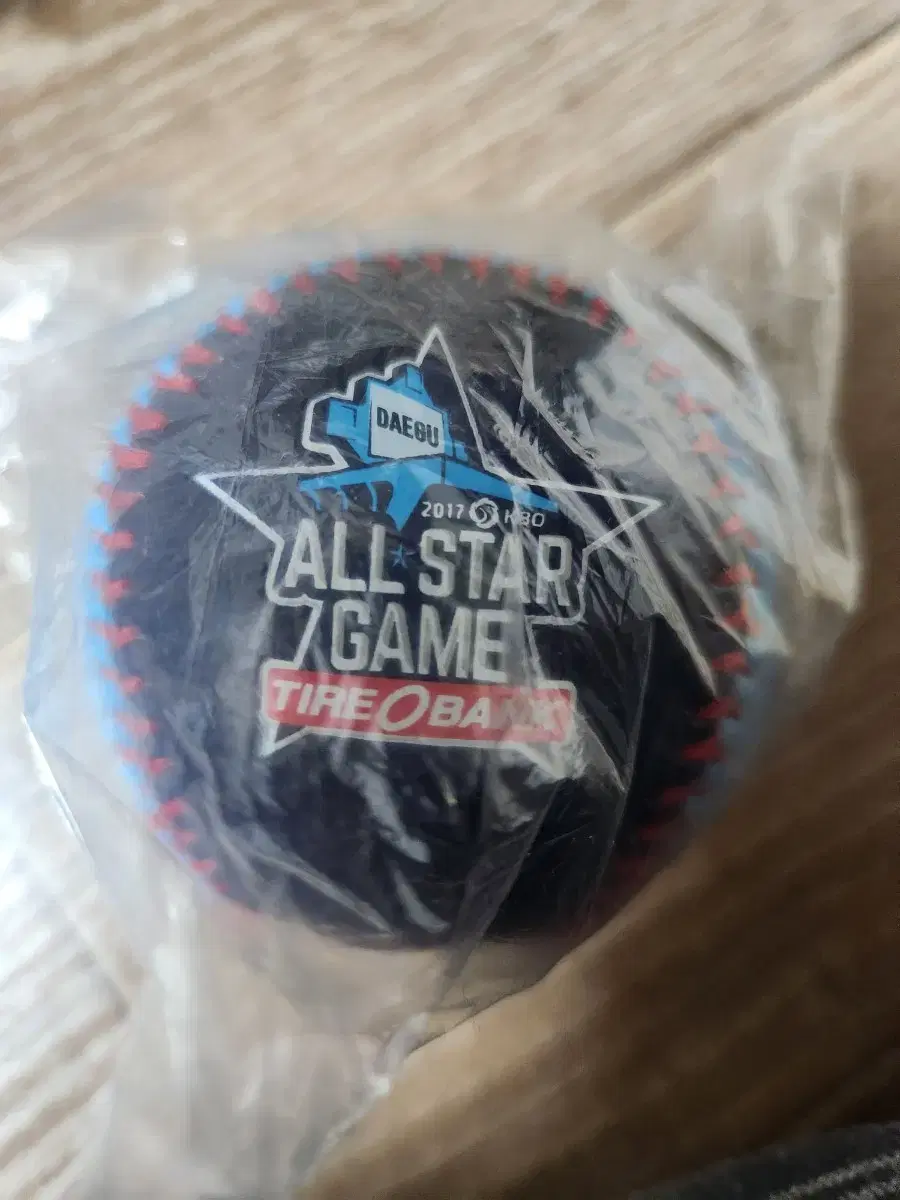 DAEGU
2017 KBO
ALL STAR
GAME
TIRE BANK